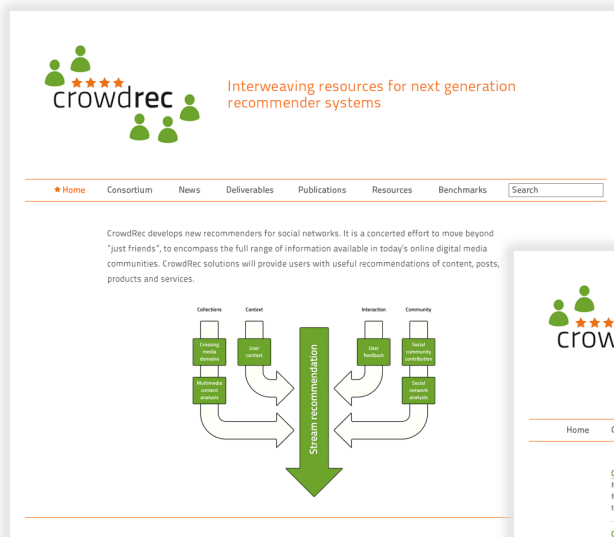 crowdrec
Interweaving resources for next generation
recommender systems
Home Consortium News Deliverables Publications Resources Benchmarks Search
CrowdRec develops new recommenders for social networks. It is a concerted effort to move beyond
"just friends", to encompass the full range of information available in today's online digital media
communities. CrowdRec solutions will provide users with useful recommendations of content, posts,
products and services.
Collections Context Interaction Community
Crossing
media
domains
User
context
User
feedback
Social
community
contribution
Multimedia
content
analysis
Social
network
analysis
Stream recommendation
crow
Home